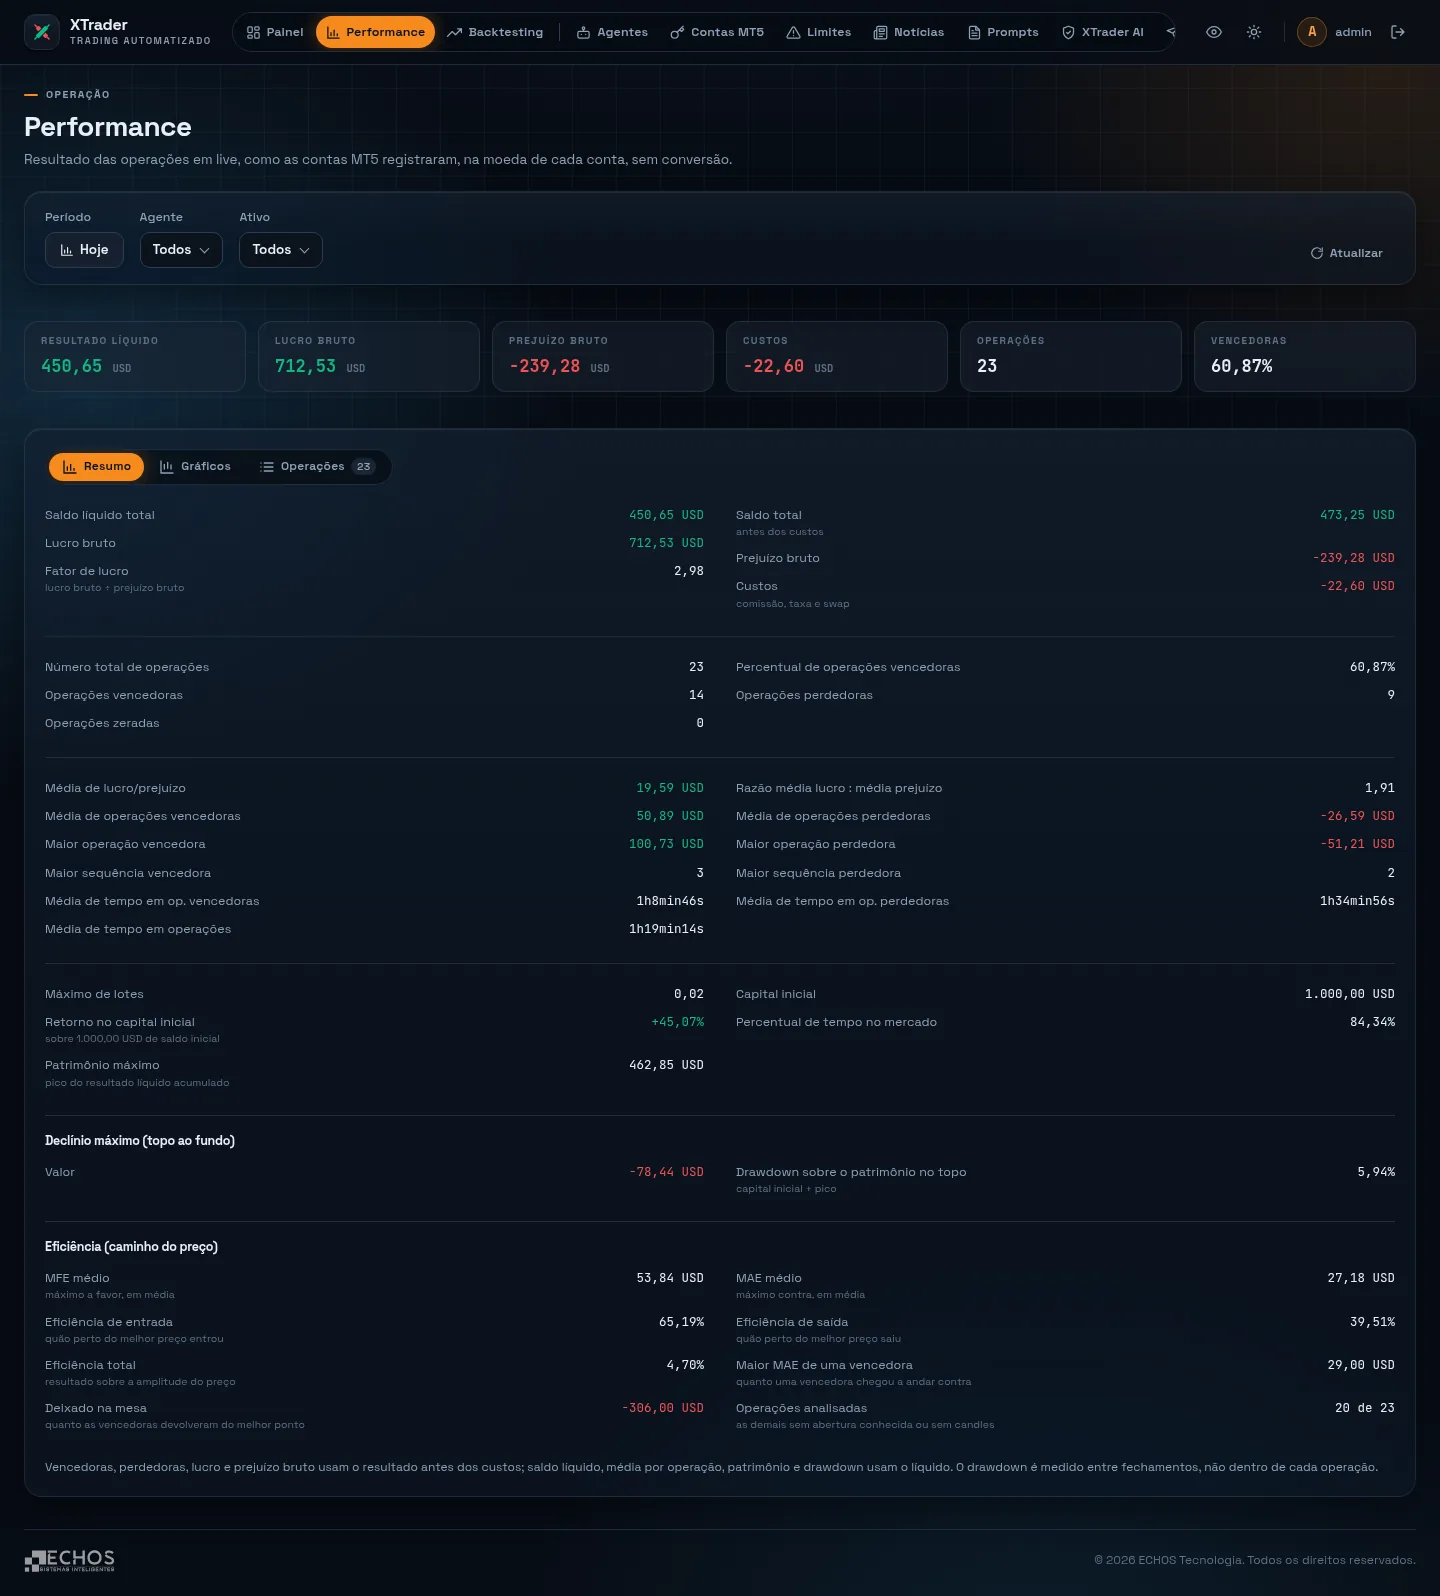 XTrader
TRADING AUTOMATIZADO
Painel
Performance
Backtesting
Agentes
Contas MT5
Limites
Notícias
Prompts
XTrader AI
A
admin
OPERAÇÃO
Performance
Resultado das operações em live, como as contas MT5 registraram, na moeda de cada conta, sem conversão.
Período
Agente
Ativo
Hoje
Todos
Todos
Atualizar
RESULTADO LÍQUIDO
450,65 USD
LUCRO BRUTO
712,53 USD
PREJUÍZO BRUTO
-239,28 USD
CUSTOS
-22,60 USD
OPERAÇÕES
23
VENCEDORAS
60,87%
Resumo
Gráficos
Operações 23
Saldo líquido total 450,65 USD
Saldo total 473,25 USD
antes dos custos
Lucro bruto 712,53 USD
Prejuízo bruto -239,28 USD
Fator de lucro 2,98
lucro bruto ÷ prejuízo bruto
Custos -22,60 USD
comissão, taxa e swap
Número total de operações 23
Percentual de operações vencedoras 60,87%
Operações vencedoras 14
Operações perdedoras 9
Operações zeradas 0
Média de lucro/prejuízo 19,59 USD
Razão média lucro : média prejuízo 1,91
Média de operações vencedoras 50,89 USD
Média de operações perdedoras -26,59 USD
Maior operação vencedora 100,73 USD
Maior operação perdedora -51,21 USD
Maior sequência vencedora 3
Maior sequência perdedora 2
Média de tempo em op. vencedoras 1h8min46s
Média de tempo em op. perdedoras 1h34min56s
Média de tempo em operações 1h19min14s
Máximo de lotes 0,02
Capital inicial 1.000,00 USD
Retorno no capital inicial +45,07%
sobre 1.000,00 USD de saldo inicial
Percentual de tempo no mercado 84,34%
Patrimônio máximo 462,85 USD
pico do resultado líquido acumulado
Declínio máximo (topo ao fundo)
Valor -78,44 USD
Drawdown sobre o patrimônio no topo 5,94%
capital inicial + pico
Eficiência (caminho do preço)
MFE médio 53,84 USD
máximo a favor, em média
MAE médio 27,18 USD
máximo contra, em média
Eficiência de entrada 65,19%
quão perto do melhor preço entrou
Eficiência de saída 39,51%
quão perto do melhor preço saiu
Eficiência total 4,70%
resultado sobre a amplitude do preço
Maior MAE de uma vencedora 29,00 USD
quanto uma vencedora chegou a andar contra
Deixado na mesa -306,00 USD
quanto as vencedoras devolveram do melhor ponto
Operações analisadas 20 de 23
as demais sem abertura conhecida ou sem candles
Vencedoras, perdedoras, lucro e prejuízo bruto usam o resultado antes dos custos; saldo líquido, média por operação, patrimônio e drawdown usam o líquido. O drawdown é medido entre fechamentos, não dentro de cada operação.
ECHOS
SISTEMAS INTELIGENTES
© 2026 ECHOS Tecnologia. Todos os direitos reservados.